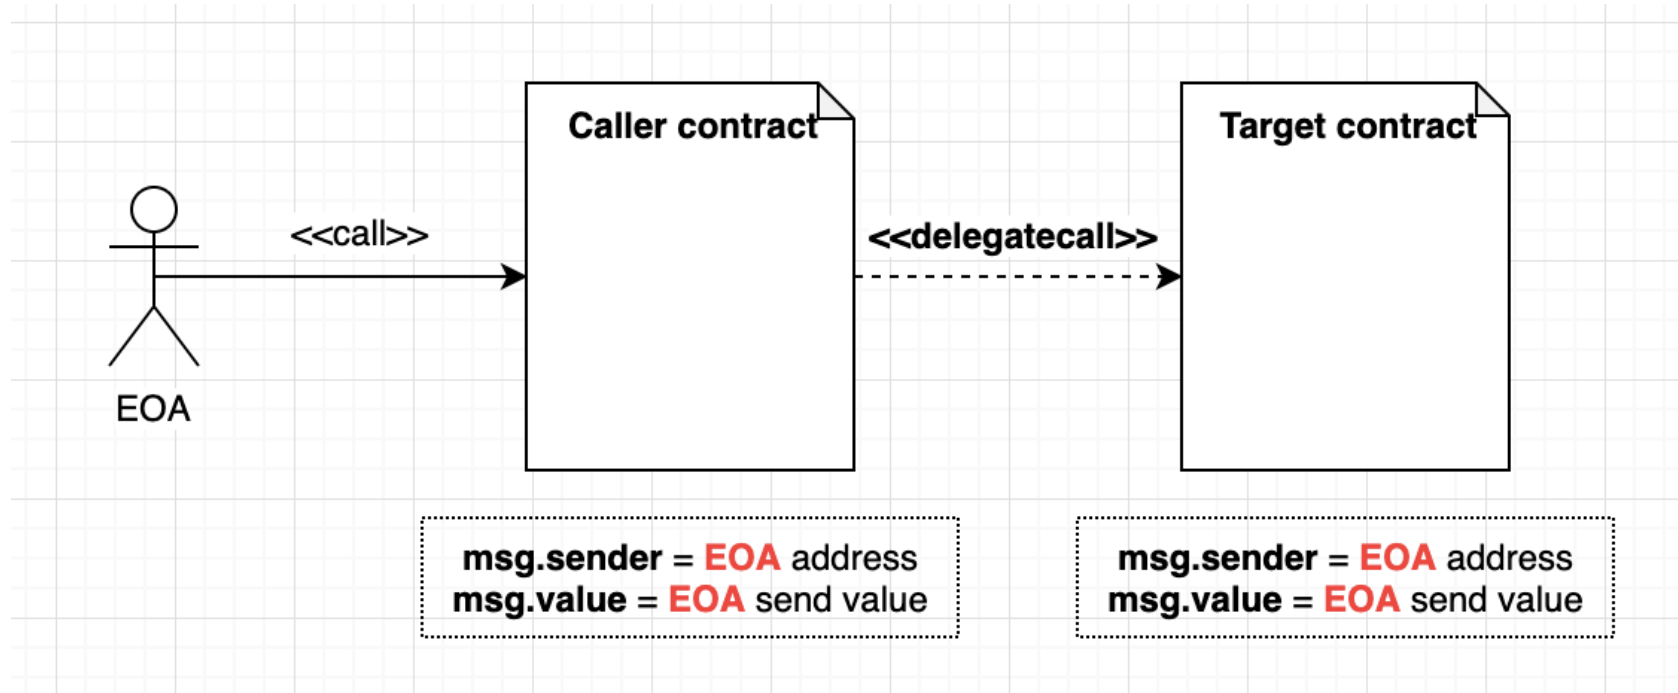 Caller contract
Target contract
<<call>>
<<delegatecall>>
EOA
msg.sender = EOA address
msg.value = EOA send value
msg.sender = EOA address
msg.value = EOA send value